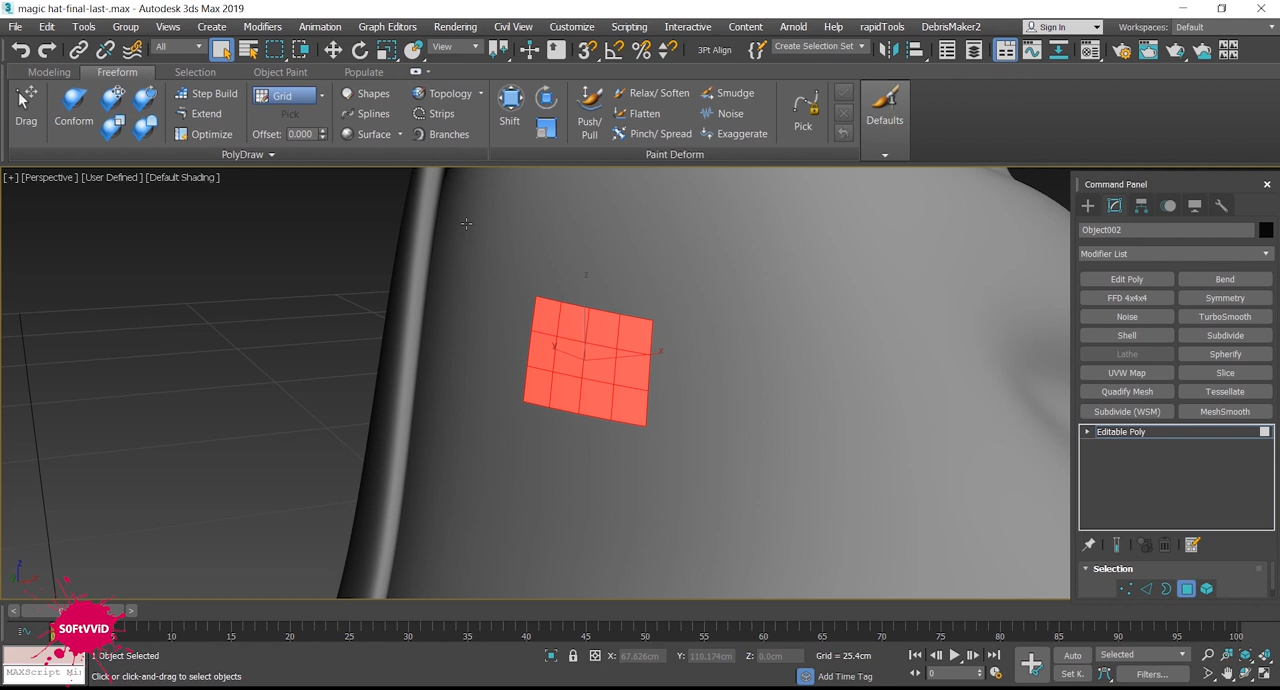 magic hat-final-last-.max - Autodesk 3ds Max 2019
File Edit Tools Group Views Create Modifiers Animation Graph Editors Rendering Civil View Customize Scripting Interactive Content Arnold Help rapidTools DebrisMaker2 Sign In Workspaces: Default
All View 3Pt Align Create Selection Set
Modeling Freeform Selection Object Paint Populate
Drag Conform Step Build Extend Optimize Grid Pick Offset: 0.000 Shapes Splines Surface Topology Strips Branches Shift Push/ Pull Relax/ Soften Flatten Pinch/ Spread Smudge Noise Exaggerate Pick Defaults
PolyDraw Paint Deform
[+] [Perspective ] [User Defined ] [Default Shading ]
z
y
x
Command Panel
Object002
Modifier List
Edit Poly Bend
FFD 4x4x4 Symmetry
Noise TurboSmooth
Shell Subdivide
Lathe Spherify
UVW Map Slice
Quadify Mesh Tessellate
Subdivide (WSM) MeshSmooth
Editable Poly
Selection
z
S0FtVViD
5 10 15 20 25 30 35 40 45 50 55 60 65 70 75 80 85 90 95 100
1 Object Selected X: 67.626cm Y: 110.174cm Z: 0.0cm Grid = 25.4cm Auto Selected
MAXScript Mi Click or click-and-drag to select objects Add Time Tag 0 Set K. Filters...